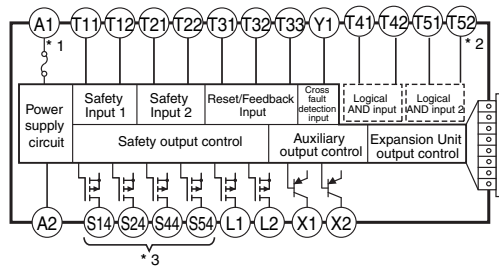 A1 T11 T12 T21 T22 T31 T32 T33 Y1 T41 T42 T51 T52
* 1 * 2
Power supply circuit
Safety Input 1
Safety Input 2
Reset/Feedback Input
Cross fault detection input
Logical AND input
Logical AND input 2
Safety output control
Auxiliary output control
Expansion Unit output control
A2 S14 S24 S44 S54 L1 L2 X1 X2
* 3